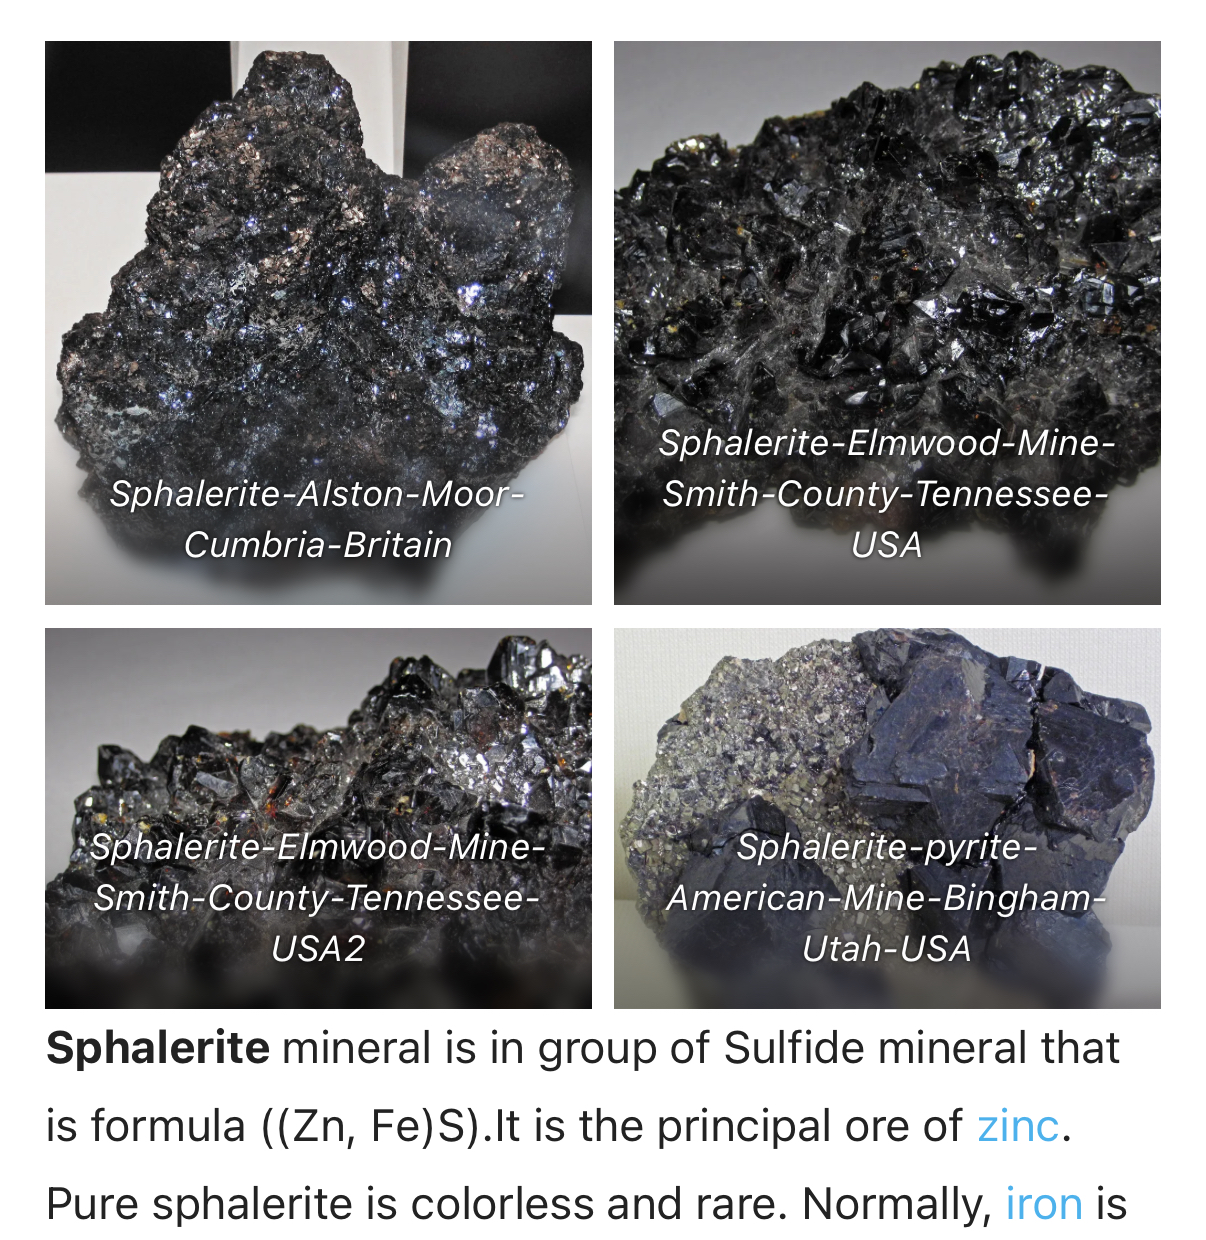 Sphalerite-Alston-Moor-
Cumbria-Britain
Sphalerite-Elmwood-Mine-
Smith-County-Tennessee-
USA
Sphalerite-Elmwood-Mine-
Smith-County-Tennessee-
USA2
Sphalerite-pyrite-
American-Mine-Bingham-
Utah-USA
Sphalerite mineral is in group of Sulfide mineral that
is formula ((Zn, Fe)S).It is the principal ore of zinc.
Pure sphalerite is colorless and rare. Normally, iron is